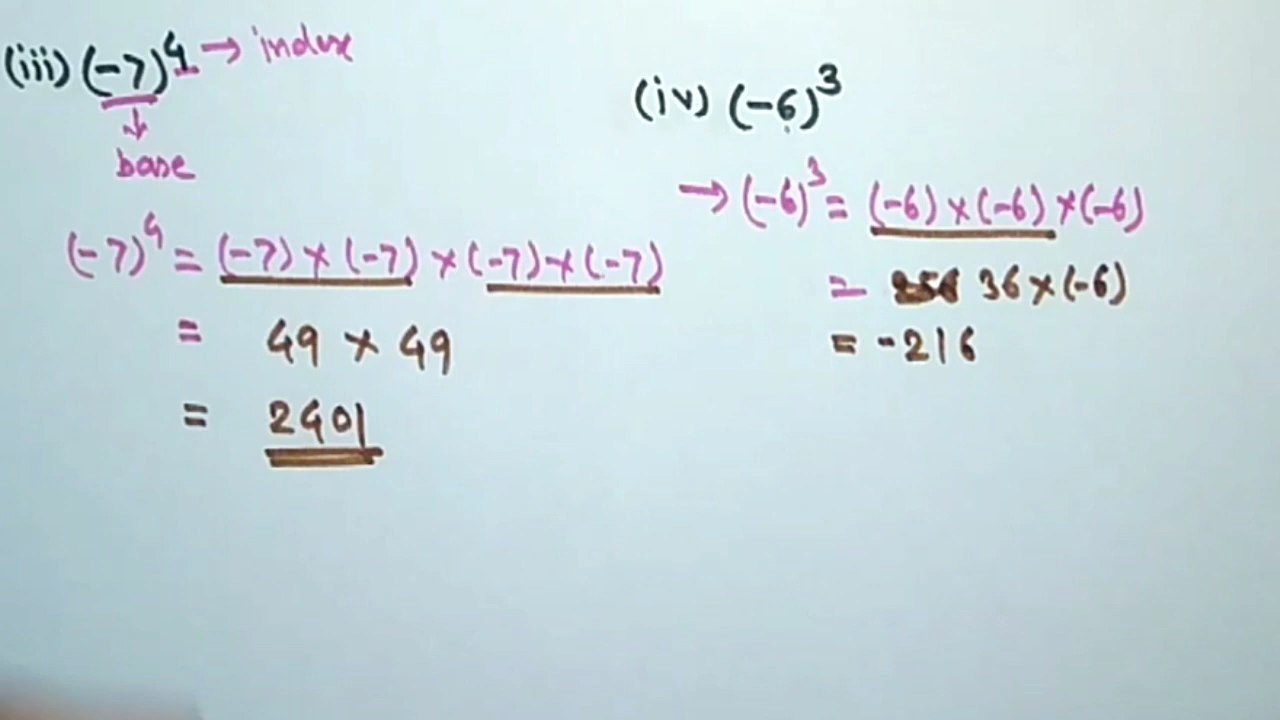 (iii) (-7)⁴ → index
↓
base
(-7)⁴ = (-7) × (-7) × (-7) × (-7)
= 49 × 49
= 2401
(iv) (-6)³
→ (-6)³ = (-6) × (-6) × (-6)
= 36 × (-6)
= -216